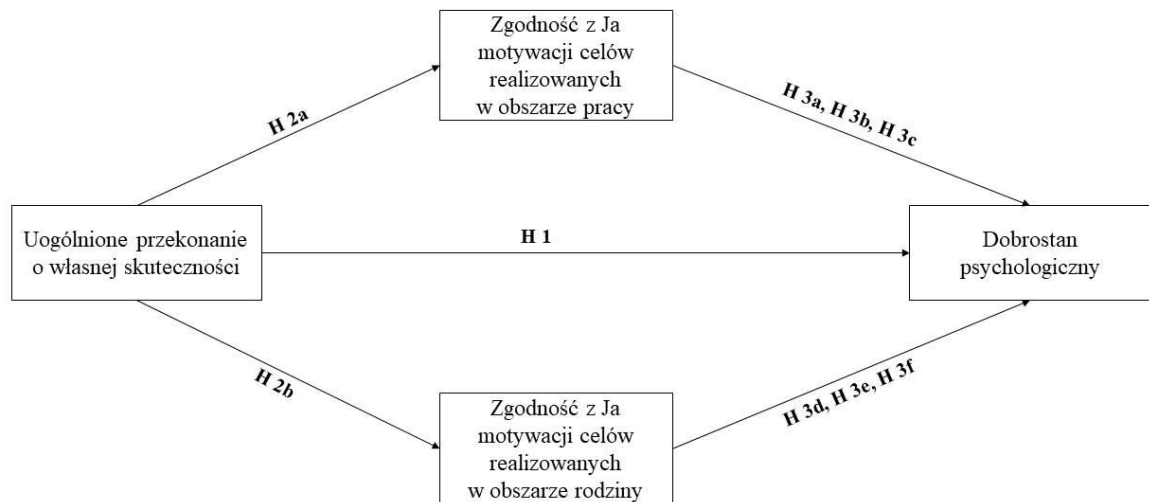 Zgodność z Ja
motywacji celów
realizowanych
w obszarze pracy
H 2a
H 3a, H 3b, H 3c
Uogólnione przekonanie
o własnej skuteczności
H 1
Dobrostan
psychologiczny
H 2b
H 3d, H 3e, H 3f
Zgodność z Ja
motywacji celów
realizowanych
w obszarze rodziny